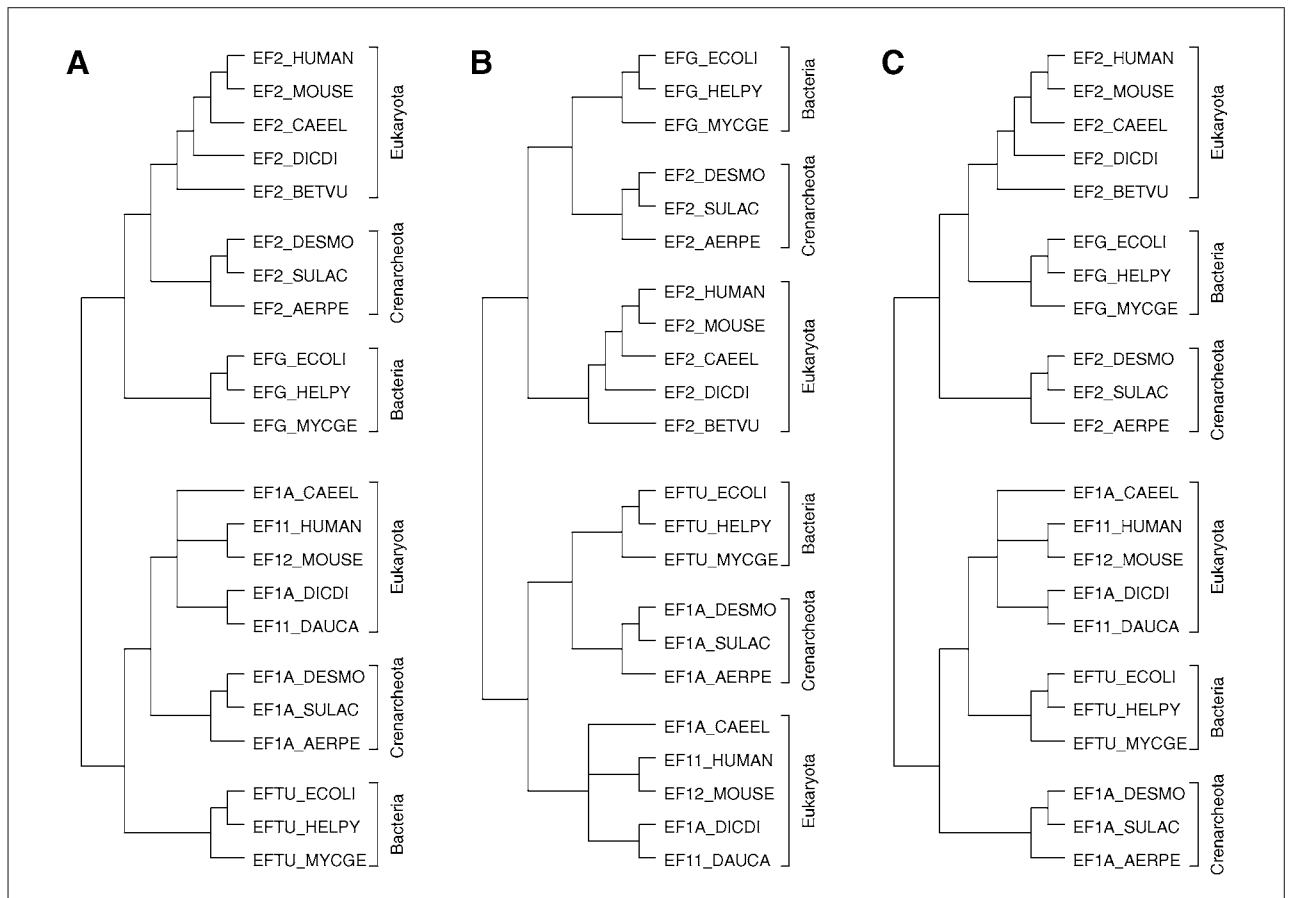 A
EF2_HUMAN
EF2_MOUSE
EF2_CAEEL
EF2_DICDI
EF2_BETVU
Eukaryota
EF2_DESMO
EF2_SULAC
EF2_AERPE
Crenarcheota
EFG_ECOLI
EFG_HELPY
EFG_MYCGE
Bacteria
EF1A_CAEEL
EF11_HUMAN
EF12_MOUSE
EF1A_DICDI
EF11_DAUCA
Eukaryota
EF1A_DESMO
EF1A_SULAC
EF1A_AERPE
Crenarcheota
EFTU_ECOLI
EFTU_HELPY
EFTU_MYCGE
Bacteria
B
EFG_ECOLI
EFG_HELPY
EFG_MYCGE
Bacteria
EF2_DESMO
EF2_SULAC
EF2_AERPE
Crenarcheota
EF2_HUMAN
EF2_MOUSE
EF2_CAEEL
EF2_DICDI
EF2_BETVU
Eukaryota
EFTU_ECOLI
EFTU_HELPY
EFTU_MYCGE
Bacteria
EF1A_DESMO
EF1A_SULAC
EF1A_AERPE
Crenarcheota
EF1A_CAEEL
EF11_HUMAN
EF12_MOUSE
EF1A_DICDI
EF11_DAUCA
Eukaryota
C
EF2_HUMAN
EF2_MOUSE
EF2_CAEEL
EF2_DICDI
EF2_BETVU
Eukaryota
EFG_ECOLI
EFG_HELPY
EFG_MYCGE
Bacteria
EF2_DESMO
EF2_SULAC
EF2_AERPE
Crenarcheota
EF1A_CAEEL
EF11_HUMAN
EF12_MOUSE
EF1A_DICDI
EF11_DAUCA
Eukaryota
EFTU_ECOLI
EFTU_HELPY
EFTU_MYCGE
Bacteria
EF1A_DESMO
EF1A_SULAC
EF1A_AERPE
Crenarcheota